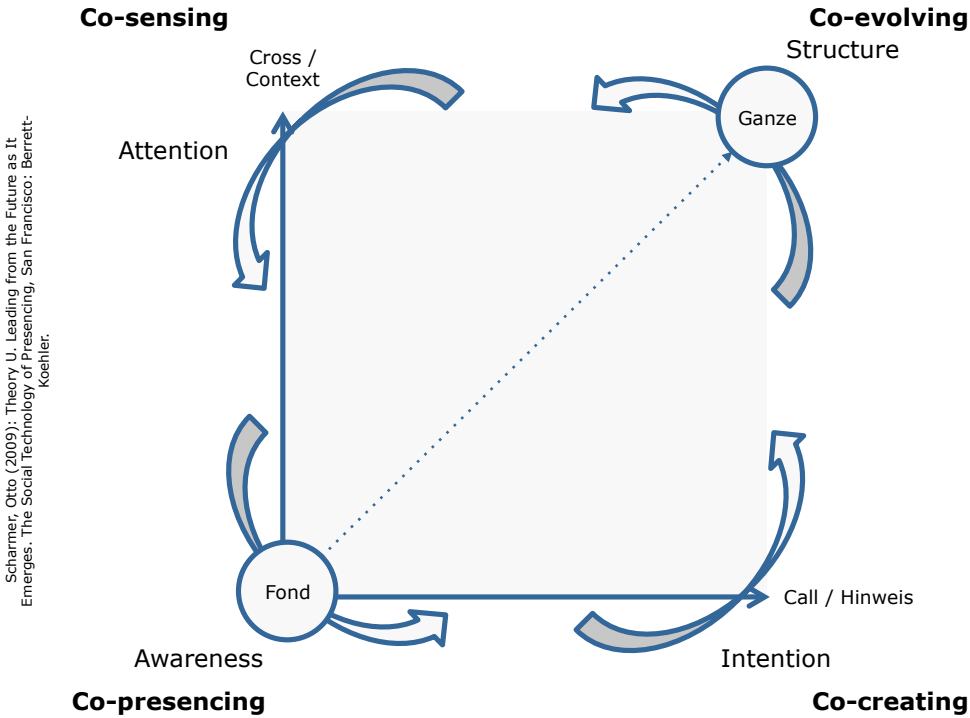 Co-sensing
Co-evolving
Structure
Cross /
Context
Ganze
Attention
Scharmer, Otto (2009): Theory U. Leading from the Future as It
Emerges. The Social Technology of Presencing, San Francisco: Berrett-
Koehler.
Fond
Call / Hinweis
Awareness
Intention
Co-presencing
Co-creating